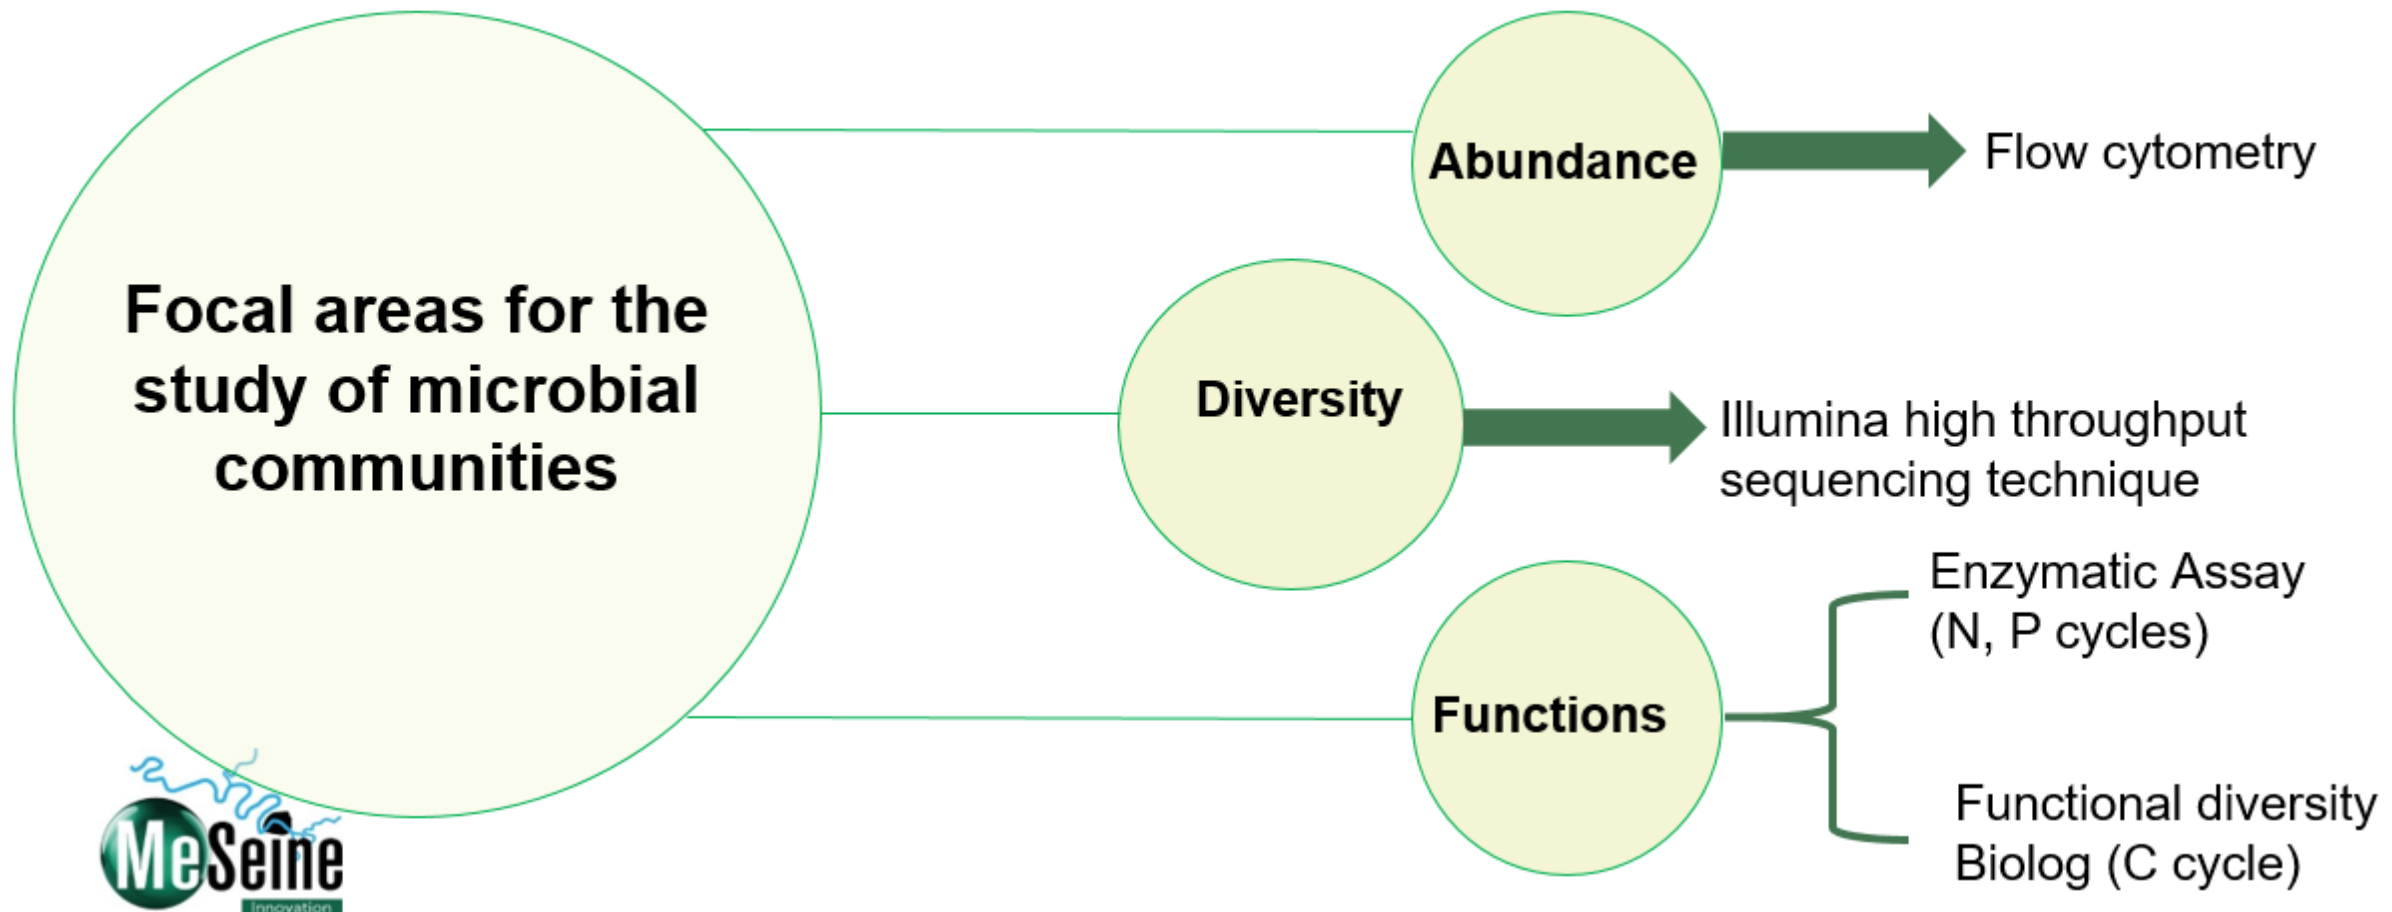 Focal areas for the
study of microbial
communities
Abundance
Flow cytometry
Diversity
Illumina high throughput
sequencing technique
Functions
Enzymatic Assay
(N, P cycles)
Functional diversity
Biolog (C cycle)
MeSeine
Innovation